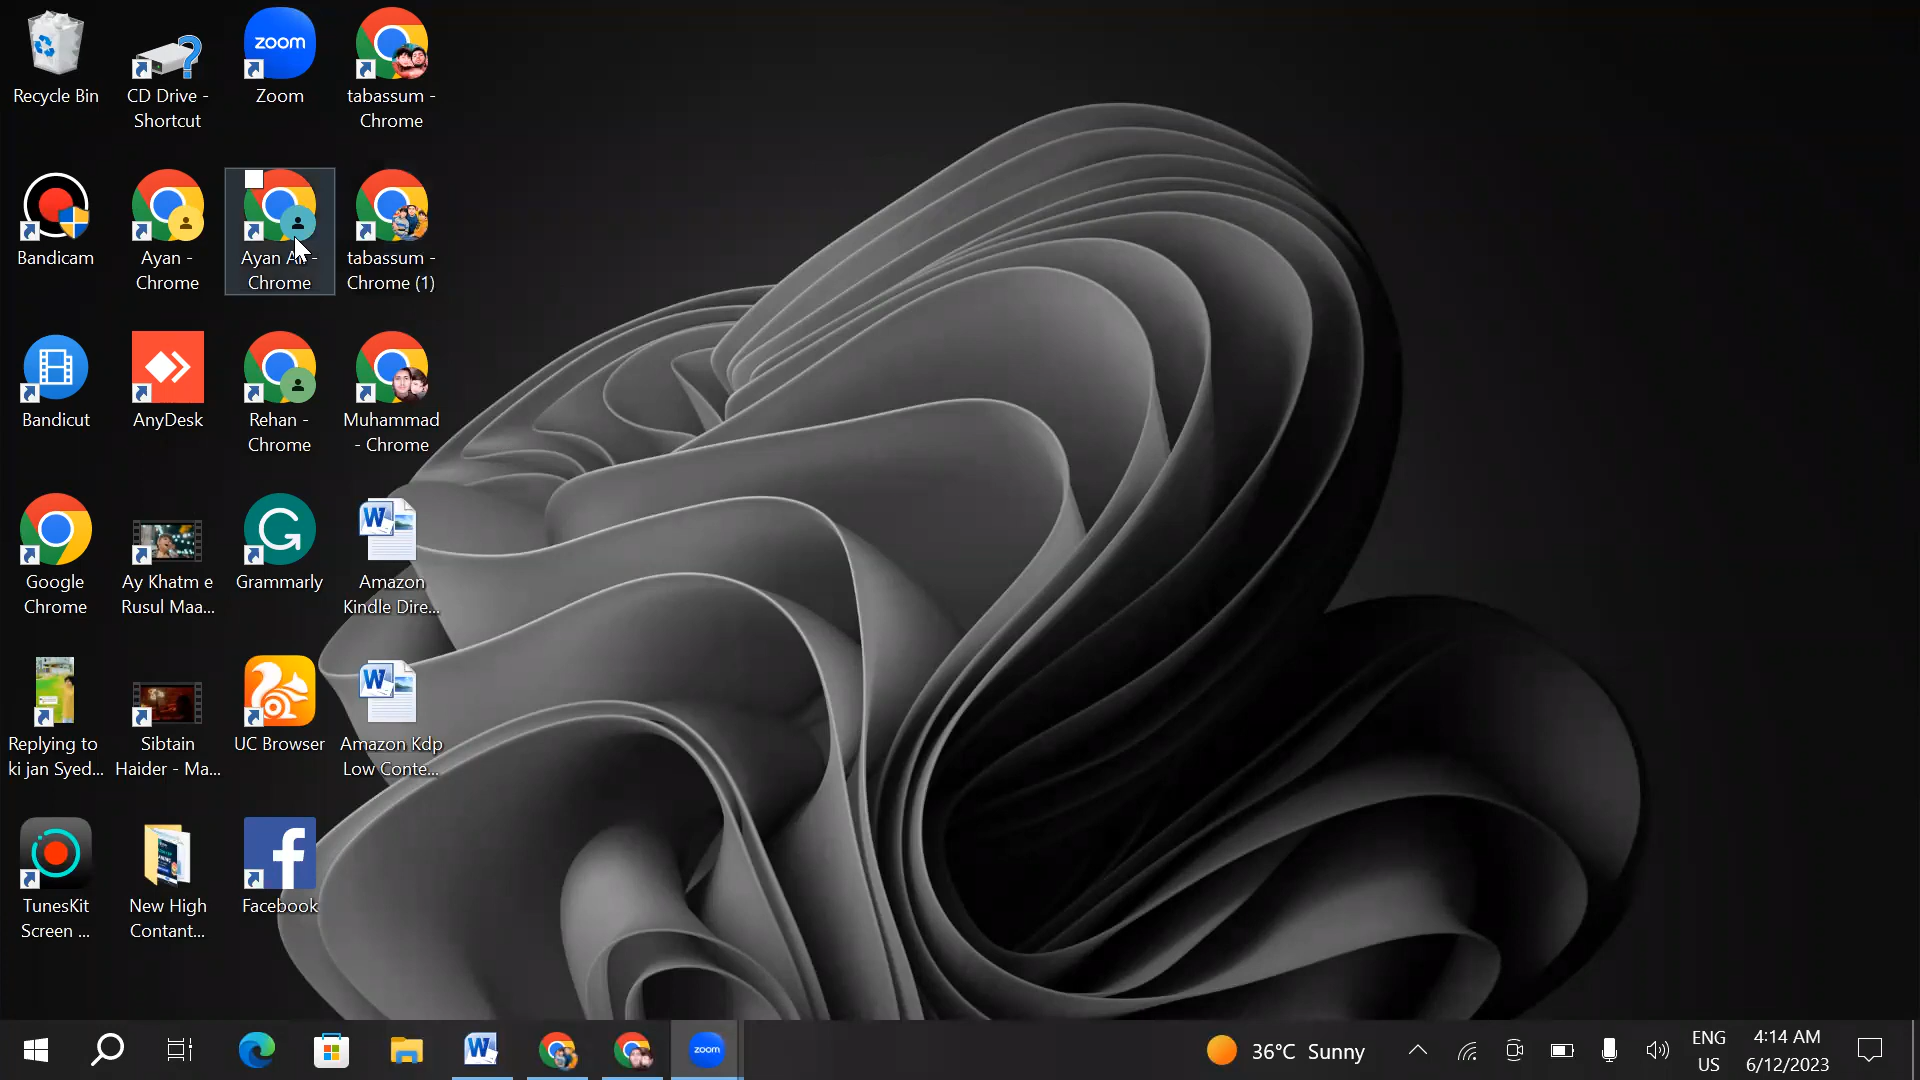 Recycle Bin
CD Drive -
Shortcut
zoom
Zoom
tabassum -
Chrome
Bandicam
Ayan -
Chrome
Ayan -
Chrome
tabassum -
Chrome (1)
Bandicut
AnyDesk
Rehan -
Chrome
Muhammad
- Chrome
Google
Chrome
Ay Khatm e
Rusul Maa...
G
Grammarly
W
Amazon
Kindle Dire...
Replying to
ki jan Syed...
Sibtain
Haider - Ma...
UC Browser
W
Amazon Kdp
Low Conte...
TunesKit
Screen ...
New High
Contant...
f
Facebook
W
zoom
36°C Sunny
ENG
US
4:14 AM
6/12/2023